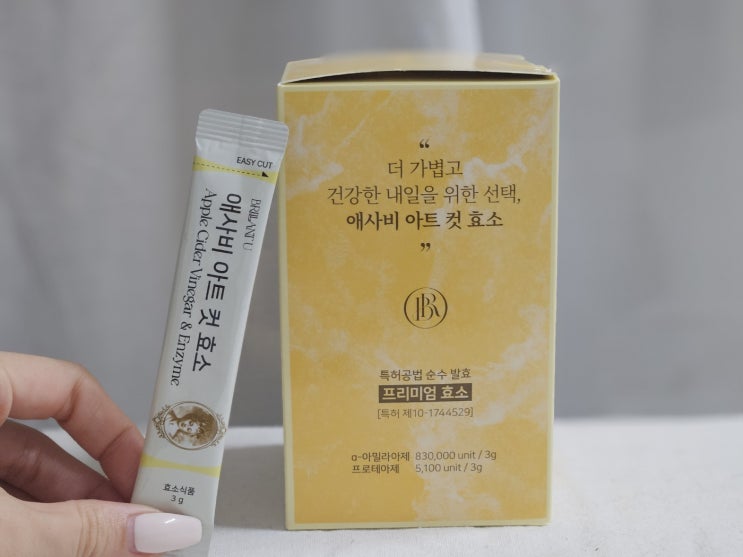 EASY CUT
BRILLANT U
애사비 아트 컷 효소
Apple Cider Vinegar & Enzyme
효소식품
3 g
“
더 가볍고
건강한 내일을 위한 선택,
애사비 아트 컷 효소
”
특허공법 순수 발효
프리미엄 효소
[특허 제10-1744529]
α-아밀라아제 830,000 unit / 3g
프로테아제 5,100 unit / 3g